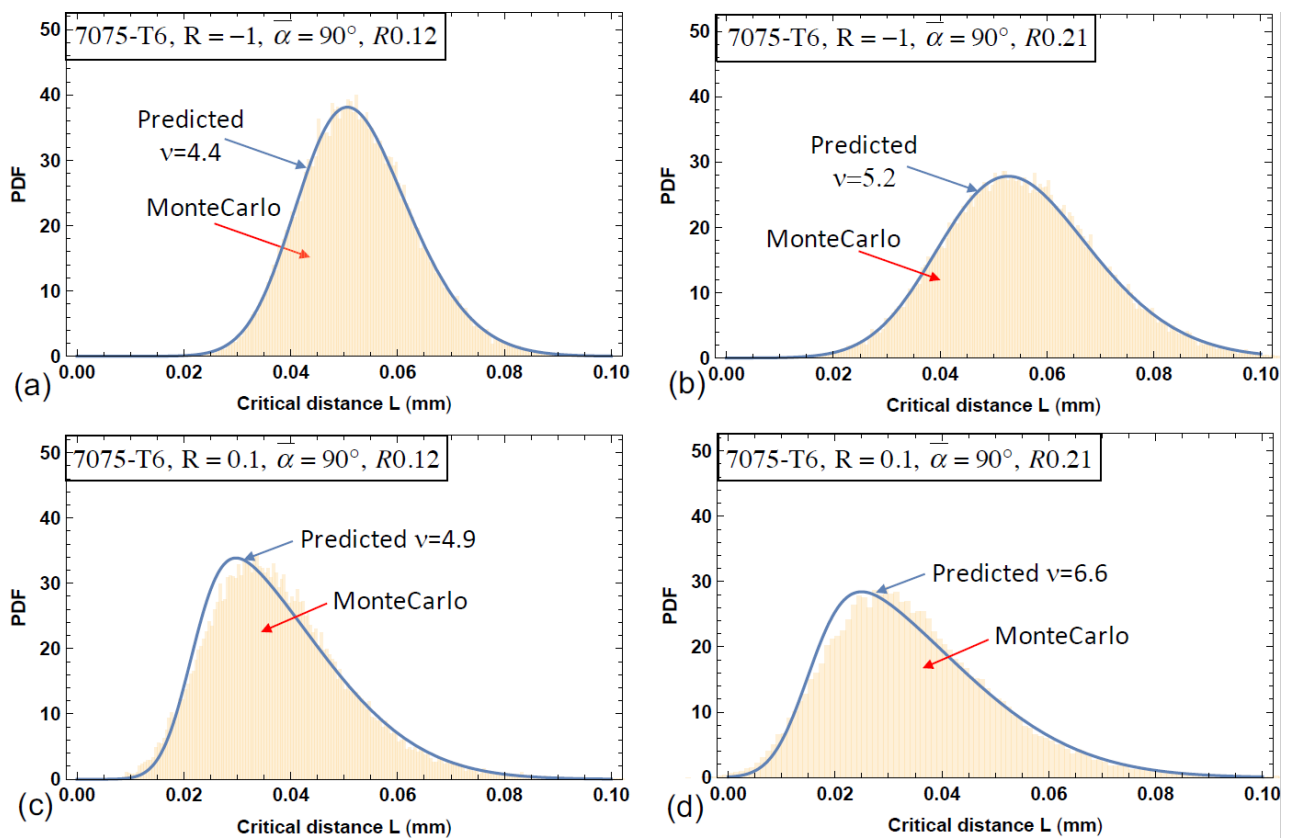 7075-T6, R = −1, α̅ = 90°, R0.12
50
40
30
20
10
0
PDF
Predicted
ν=4.4
MonteCarlo
0.00 0.02 0.04 0.06 0.08 0.10
Critical distance L (mm)
(a)
7075-T6, R = −1, α̅ = 90°, R0.21
50
40
30
20
10
0
PDF
Predicted
ν=5.2
MonteCarlo
0.00 0.02 0.04 0.06 0.08 0.10
Critical distance L (mm)
(b)
7075-T6, R = 0.1, α̅ = 90°, R0.12
50
40
30
20
10
0
PDF
Predicted ν=4.9
MonteCarlo
0.00 0.02 0.04 0.06 0.08 0.10
Critical distance L (mm)
(c)
7075-T6, R = 0.1, α̅ = 90°, R0.21
50
40
30
20
10
0
PDF
Predicted ν=6.6
MonteCarlo
0.00 0.02 0.04 0.06 0.08 0.10
Critical distance L (mm)
(d)